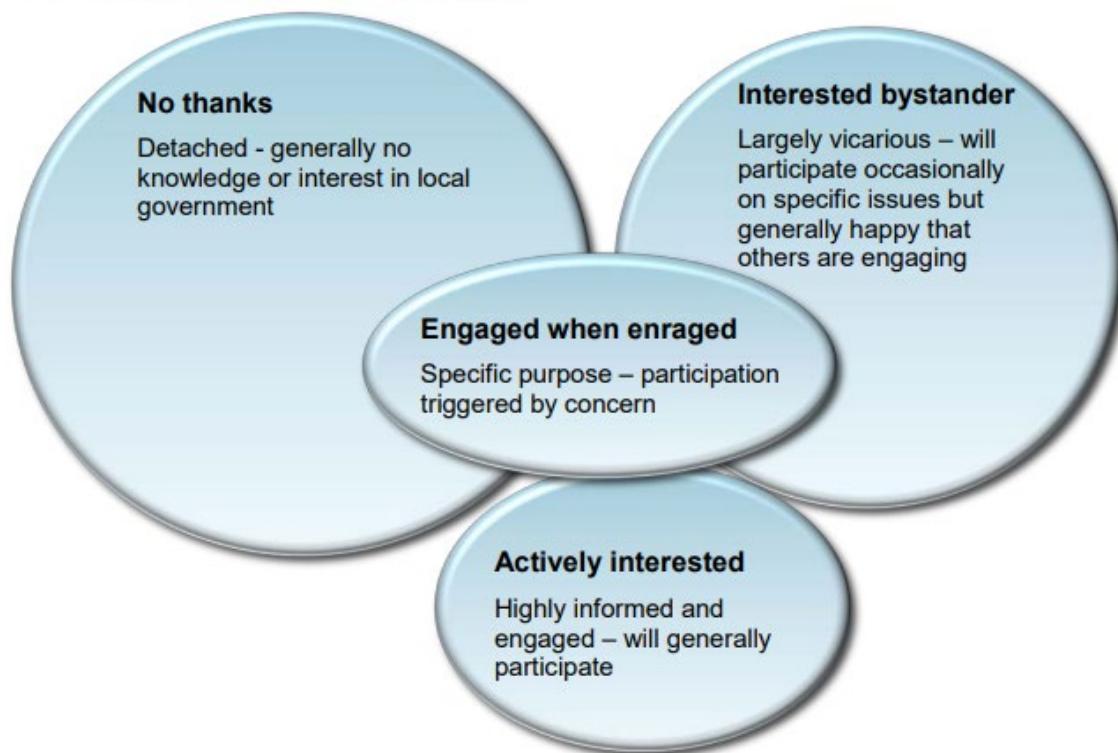 No thanks
Detached - generally no
knowledge or interest in local
government
Interested bystander
Largely vicarious – will
participate occasionally
on specific issues but
generally happy that
others are engaging
Engaged when enraged
Specific purpose – participation
triggered by concern
Actively interested
Highly informed and
engaged – will generally
participate